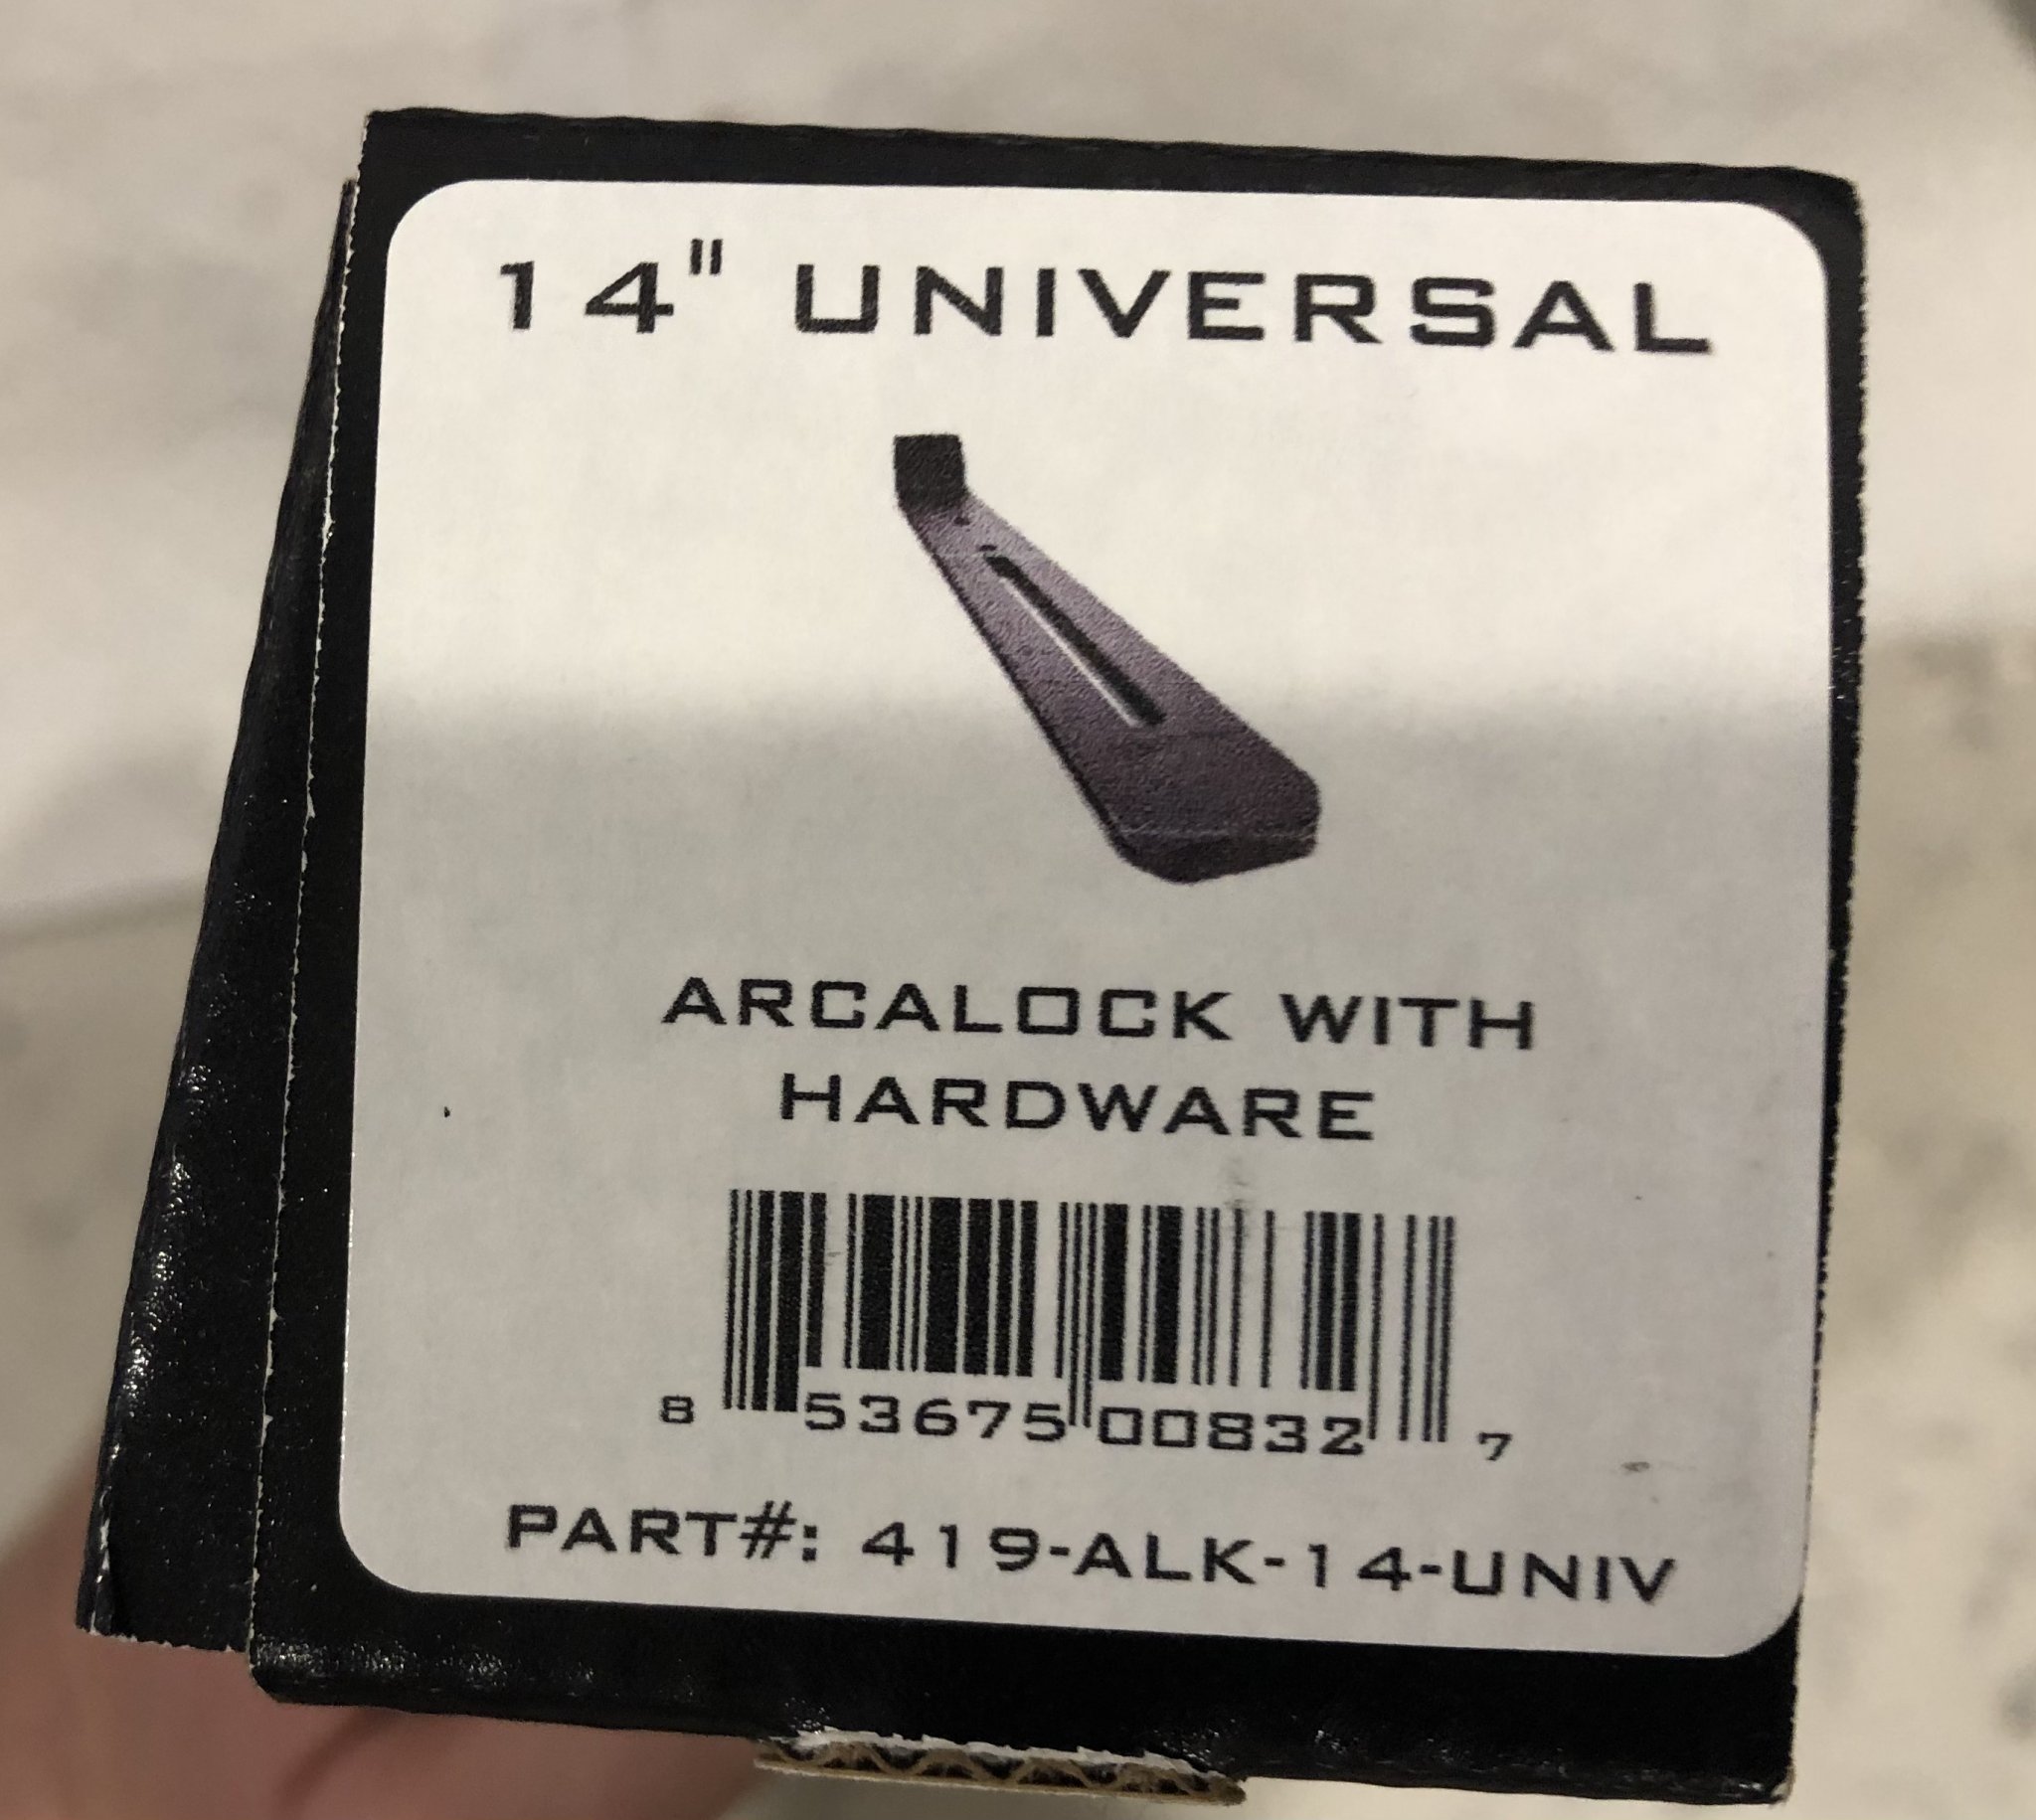 14" UNIVERSAL
ARCALOCK WITH
HARDWARE
8 53675 00832 7
PART#: 419-ALK-14-UNIV